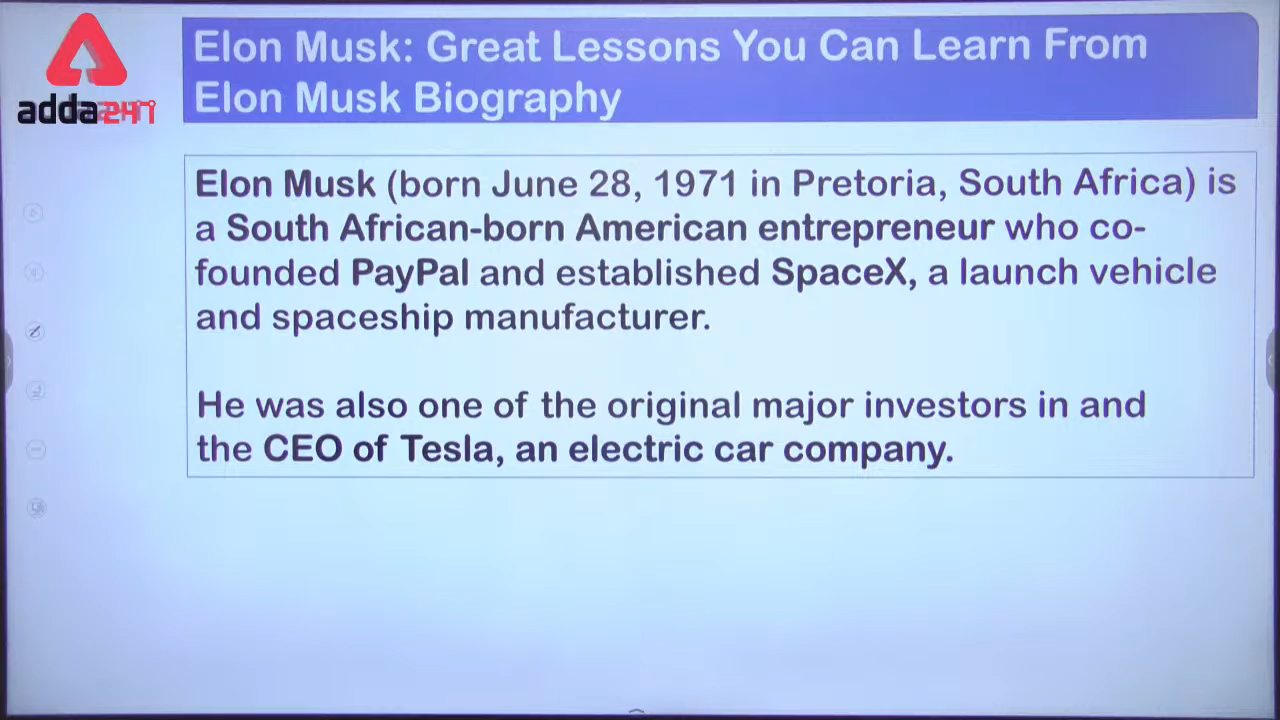 Elon Musk: Great Lessons You Can Learn From
Elon Musk Biography
adda247
Elon Musk (born June 28, 1971 in Pretoria, South Africa) is
a South African-born American entrepreneur who co-
founded PayPal and established SpaceX, a launch vehicle
and spaceship manufacturer.
He was also one of the original major investors in and
the CEO of Tesla, an electric car company.